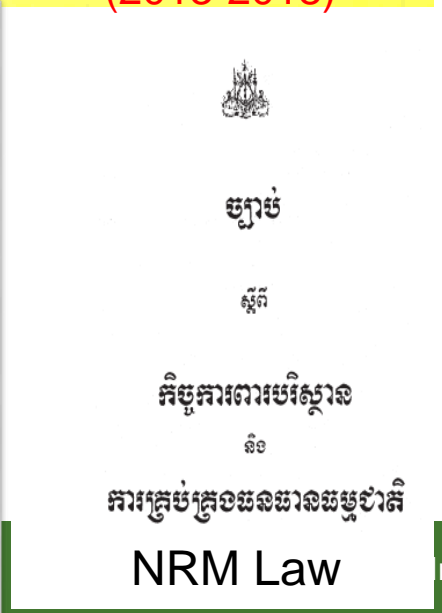 ច្បាប់
ស្តីពី
កិច្ចការពារបរិស្ថាន
និង
ការគ្រប់គ្រងធនធានធម្មជាតិ
NRM Law